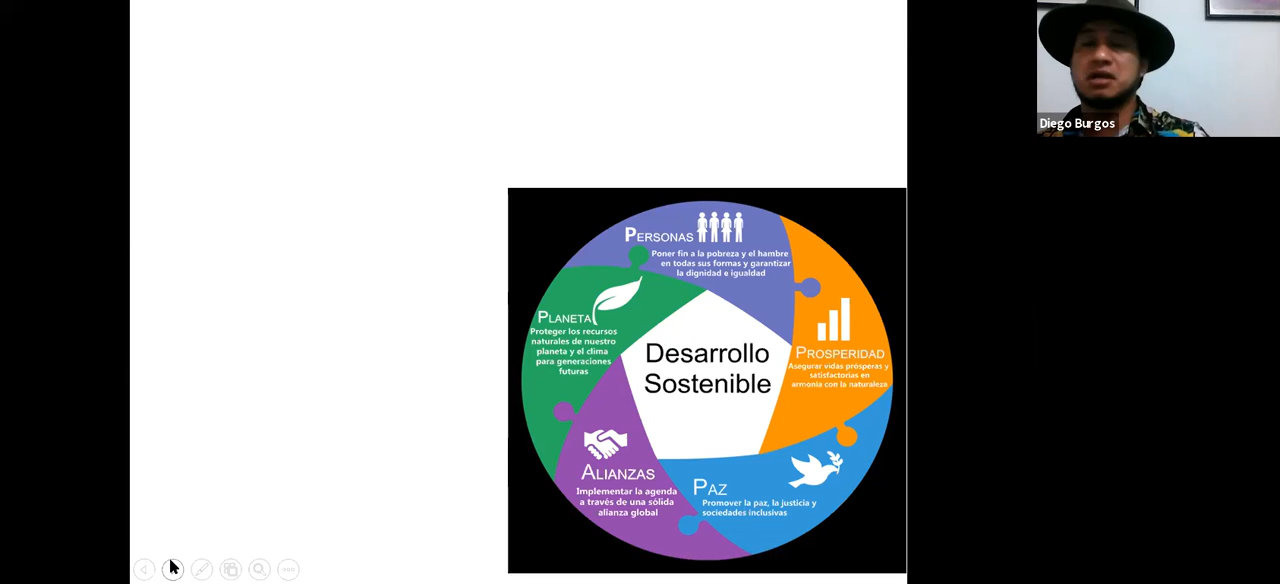 Diego Burgos
PERSONAS
Poner fin a la pobreza y el hambre
en todas sus formas y garantizar
la dignidad e igualdad
PLANETA
Proteger los recursos
naturales de nuestro
planeta y el clima
para generaciones
futuras
Desarrollo
Sostenible
PROSPERIDAD
Asegurar vidas prósperas y
satisfactorias en
armonía con la naturaleza
ALIANZAS
Implementar la agenda
a través de una sólida
alianza global
PAZ
Promover la paz, la justicia y
sociedades inclusivas